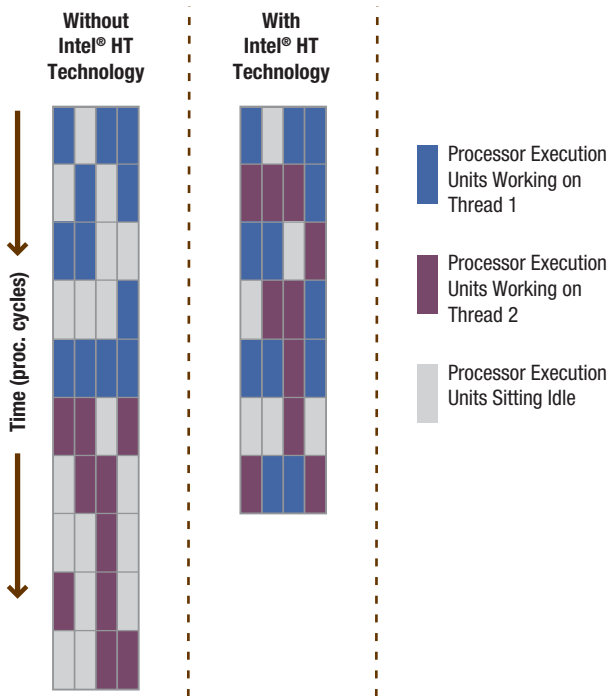 Without
Intel® HT
Technology
With
Intel® HT
Technology
Time (proc. cycles)
Processor Execution
Units Working on
Thread 1
Processor Execution
Units Working on
Thread 2
Processor Execution
Units Sitting Idle